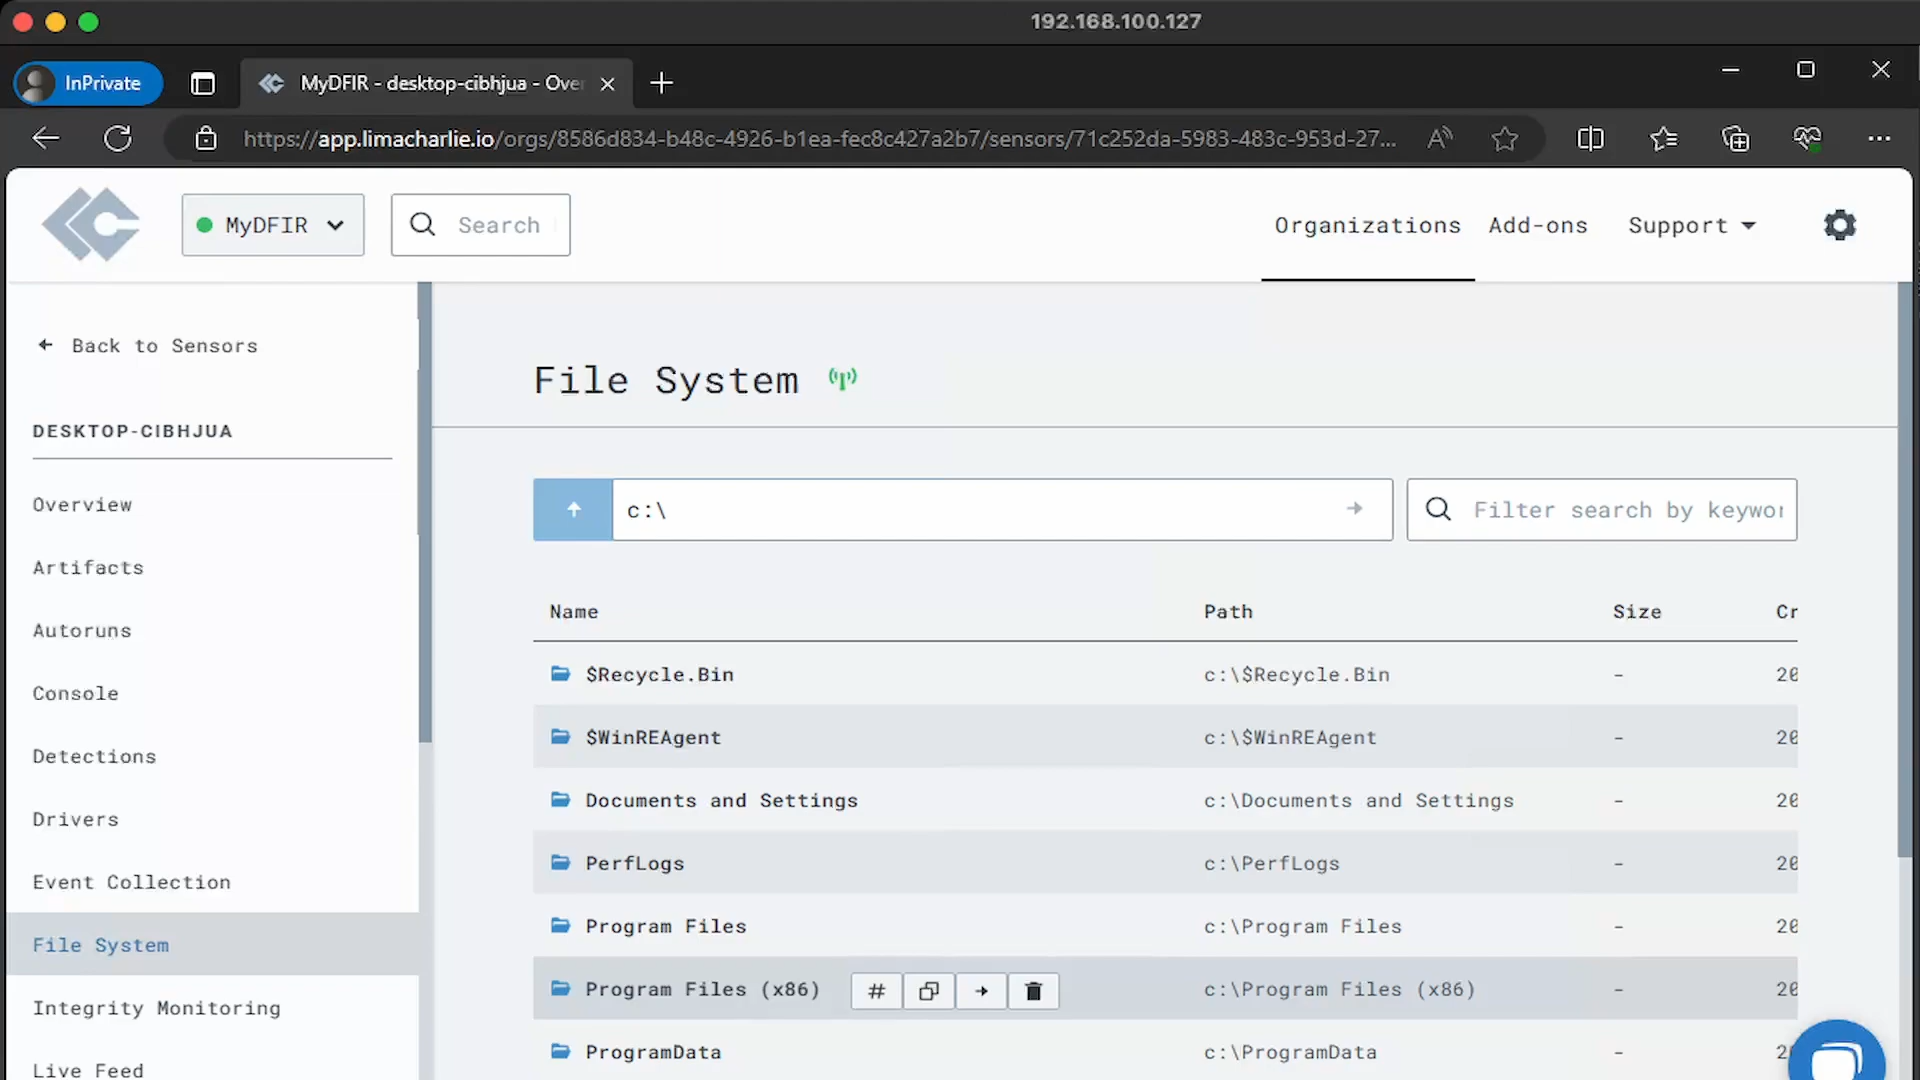 192.168.100.127
InPrivate
MyDFIR - desktop-cibhjua - Over
https://app.limacharlie.io/orgs/8586d834-b48c-4926-b1ea-fec8c427a2b7/sensors/71c252da-5983-483c-953d-27...
MyDFIR
Search
Organizations
Add-ons
Support
Back to Sensors
DESKTOP-CIBHJUA
Overview
Artifacts
Autoruns
Console
Detections
Drivers
Event Collection
File System
Integrity Monitoring
Live Feed
File System
c:\
Filter search by keywor
Name Path Size Cr
$Recycle.Bin c:\$Recycle.Bin - 20
$WinREAgent c:\$WinREAgent - 20
Documents and Settings c:\Documents and Settings - 20
PerfLogs c:\PerfLogs - 20
Program Files c:\Program Files - 20
Program Files (x86) # c:\Program Files (x86) - 20
ProgramData c:\ProgramData - 2